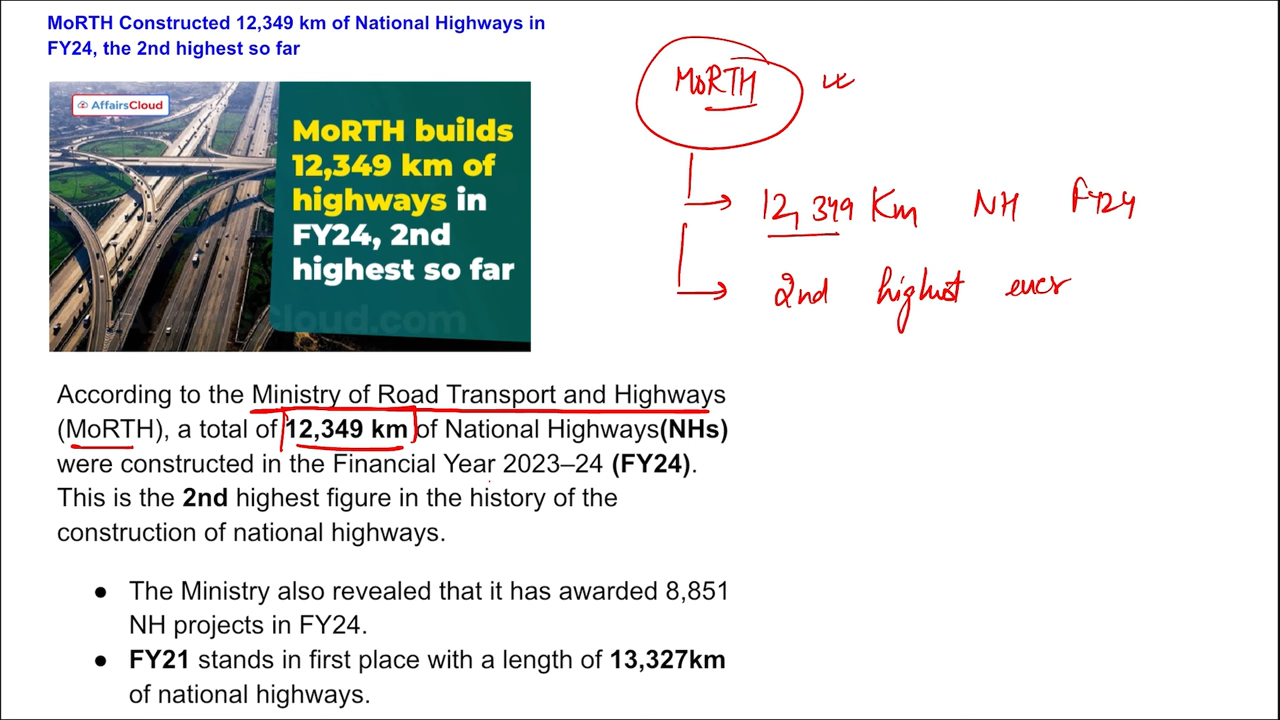 MoRTH Constructed 12,349 km of National Highways in
FY24, the 2nd highest so far
AffairsCloud
MoRTH builds
12,349 km of
highways in
FY24, 2nd
highest so far
AffairsCloud.com
According to the Ministry of Road Transport and Highways
(MoRTH), a total of 12,349 km of National Highways(NHs)
were constructed in the Financial Year 2023–24 (FY24).
This is the 2nd highest figure in the history of the
construction of national highways.
● The Ministry also revealed that it has awarded 8,851
NH projects in FY24.
● FY21 stands in first place with a length of 13,327km
of national highways.
MoRTH
12,349 Km NH FY24
2nd highest ever